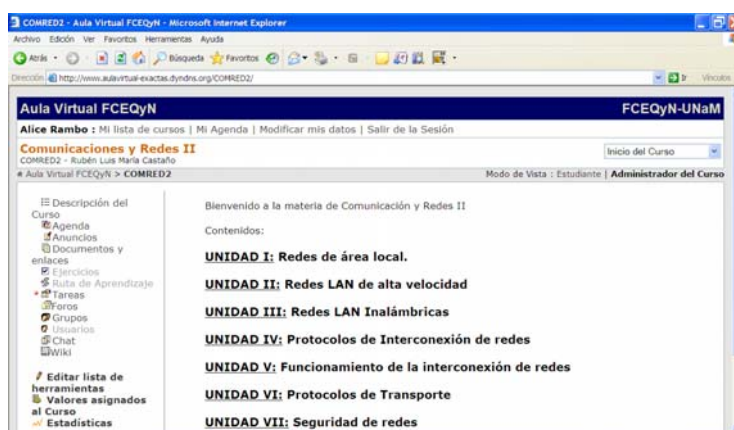 COMRED2 - Aula Virtual FCEQyN - Microsoft Internet Explorer
Archivo Edición Ver Favoritos Herramientas Ayuda
Atrás Búsqueda Favoritos
Dirección http://www.aulavirtual-exactas.dyndns.org/COMRED2/ Ir Vínculos
Aula Virtual FCEQyN FCEQyN-UNaM
Alice Rambo : Mi lista de cursos | Mi Agenda | Modificar mis datos | Salir de la Sesión
Comunicaciones y Redes II
COMRED2 - Rubén Luis María Castaño Inicio del Curso
Aula Virtual FCEQyN > COMRED2 Modo de Vista : Estudiante | Administrador del Curso
Descripción del
Curso
Agenda
Anuncios
Documentos y
enlaces
Ejercicios
Ruta de Aprendizaje
Tareas
Foros
Grupos
Usuarios
Chat
Wiki
Editar lista de
herramientas
Valores asignados
al Curso
Estadísticas
Bienvenido a la materia de Comunicación y Redes II
Contenidos:
UNIDAD I: Redes de área local.
UNIDAD II: Redes LAN de alta velocidad
UNIDAD III: Redes LAN Inalámbricas
UNIDAD IV: Protocolos de Interconexión de redes
UNIDAD V: Funcionamiento de la interconexión de redes
UNIDAD VI: Protocolos de Transporte
UNIDAD VII: Seguridad de redes